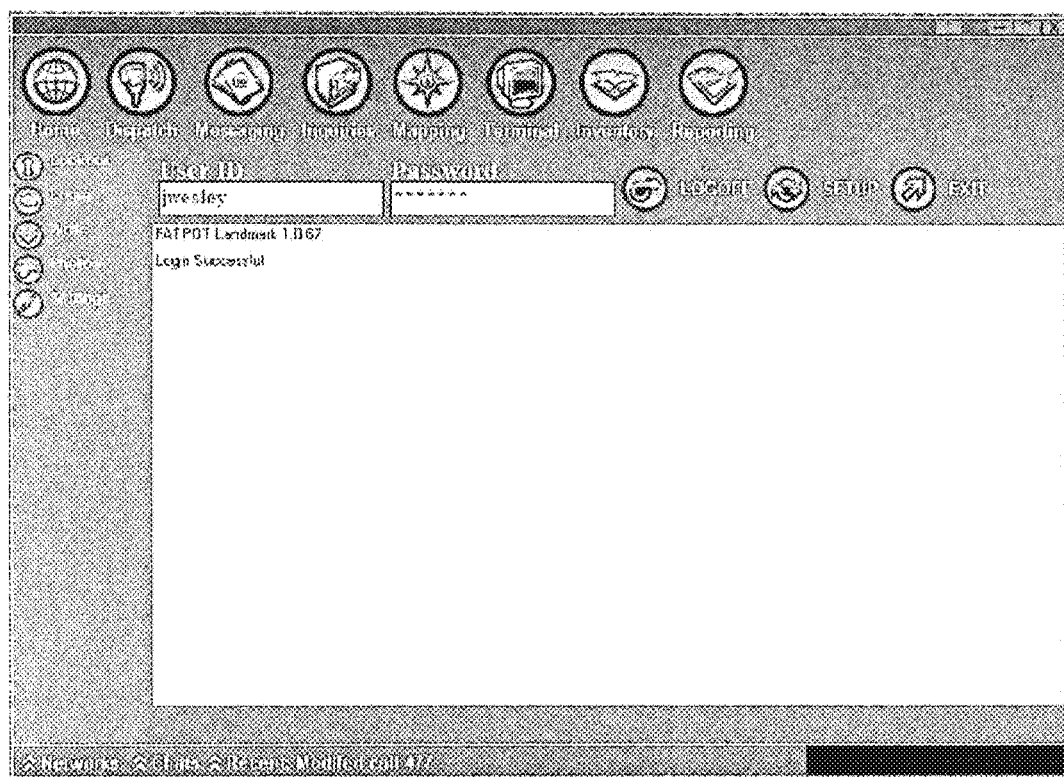 Home Dispatch Messaging Inquiries Mapping Terminal Inventory Reporting
User ID Password
jwesley ******* LOGOFF SETUP EXIT
FATPOT Landmark 1.0.67
Login Successful
Networks Chats Recent: Modified call 477